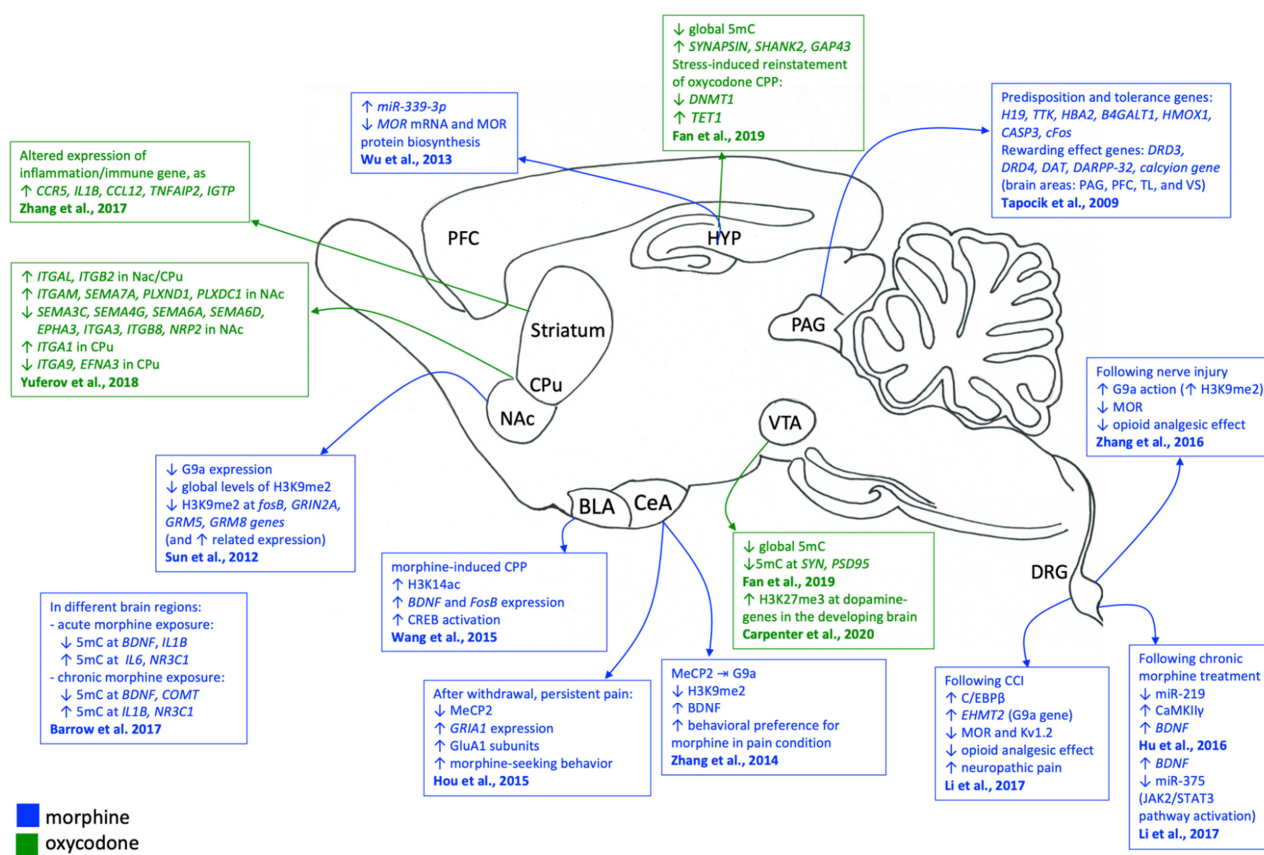 ↓ global 5mC
↑ SYNAPSIN, SHANK2, GAP43
Stress-induced reinstatement
of oxycodone CPP:
↓ DNMT1
↑ TET1
Fan et al., 2019
↑ miR-339-3p
↓ MOR mRNA and MOR
protein biosynthesis
Wu et al., 2013
Predisposition and tolerance genes:
H19, TTK, HBA2, B4GALT1, HMOX1,
CASP3, cFos
Rewarding effect genes: DRD3,
DRD4, DAT, DARPP-32, calcyion gene
(brain areas: PAG, PFC, TL, and VS)
Tapocik et al., 2009
Altered expression of
inflammation/immune gene, as
↑ CCR5, IL1B, CCL12, TNFAIP2, IGTP
Zhang et al., 2017
PFC
HYP
↑ ITGAL, ITGB2 in Nac/CPu
↑ ITGAM, SEMA7A, PLXND1, PLXDC1 in NAc
↓ SEMA3C, SEMA4G, SEMA6A, SEMA6D,
EPHA3, ITGA3, ITGB8, NRP2 in NAc
↑ ITGA1 in CPu
↓ ITGA9, EFNA3 in CPu
Yuferov et al., 2018
Striatum
PAG
CPu
NAc
VTA
Following nerve injury
↑ G9a action (↑ H3K9me2)
↓ MOR
↓ opioid analgesic effect
Zhang et al., 2016
↓ G9a expression
↓ global levels of H3K9me2
↓ H3K9me2 at fosB, GRIN2A,
GRM5, GRM8 genes
(and ↑ related expression)
Sun et al., 2012
BLA
CeA
DRG
morphine-induced CPP
↑ H3K14ac
↑ BDNF and FosB expression
↑ CREB activation
Wang et al., 2015
↓ global 5mC
↓5mC at SYN, PSD95
Fan et al., 2019
↑ H3K27me3 at dopamine-
genes in the developing brain
Carpenter et al., 2020
In different brain regions:
- acute morphine exposure:
↓ 5mC at BDNF, IL1B
↑ 5mC at IL6, NR3C1
- chronic morphine exposure:
↓ 5mC at BDNF, COMT
↑ 5mC at IL1B, NR3C1
Barrow et al. 2017
After withdrawal, persistent pain:
↓ MeCP2
↑ GRIA1 expression
↑ GluA1 subunits
↑ morphine-seeking behavior
Hou et al., 2015
MeCP2 ⇥ G9a
↓ H3K9me2
↑ BDNF
↑ behavioral preference for
morphine in pain condition
Zhang et al., 2014
Following CCI
↑ C/EBPβ
↑ EHMT2 (G9a gene)
↓ MOR and Kv1.2
↓ opioid analgesic effect
↑ neuropathic pain
Li et al., 2017
Following chronic
morphine treatment
↓ miR-219
↑ CaMKIIγ
↑ BDNF
Hu et al., 2016
↑ BDNF
↓ miR-375
(JAK2/STAT3
pathway activation)
Li et al., 2017
morphine
oxycodone